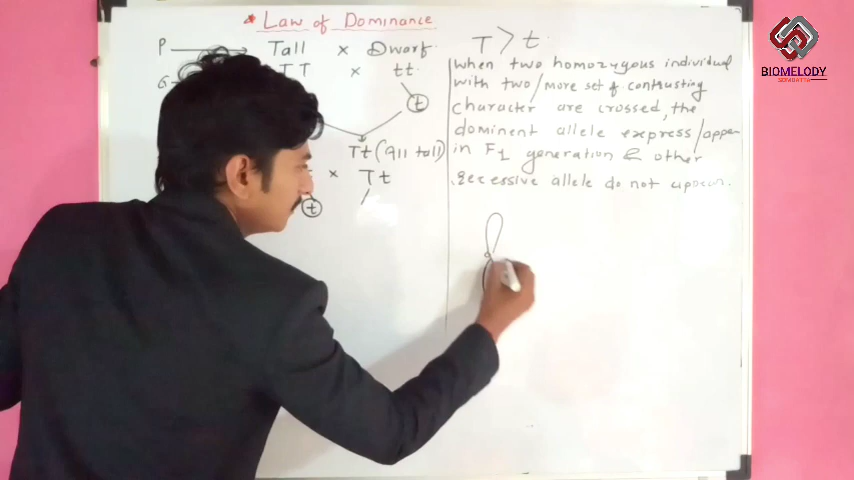 * Law of Dominance
P Tall x Dwarf. T > t.
G TT x tt
t
Tt (all tall)
x Tt
t
when two homozygous individual
with two/more set of contrasting
character are crossed, the
dominent allele express/appear
in F1 generation & other
recessive allele do not appear.
BIOMELODY